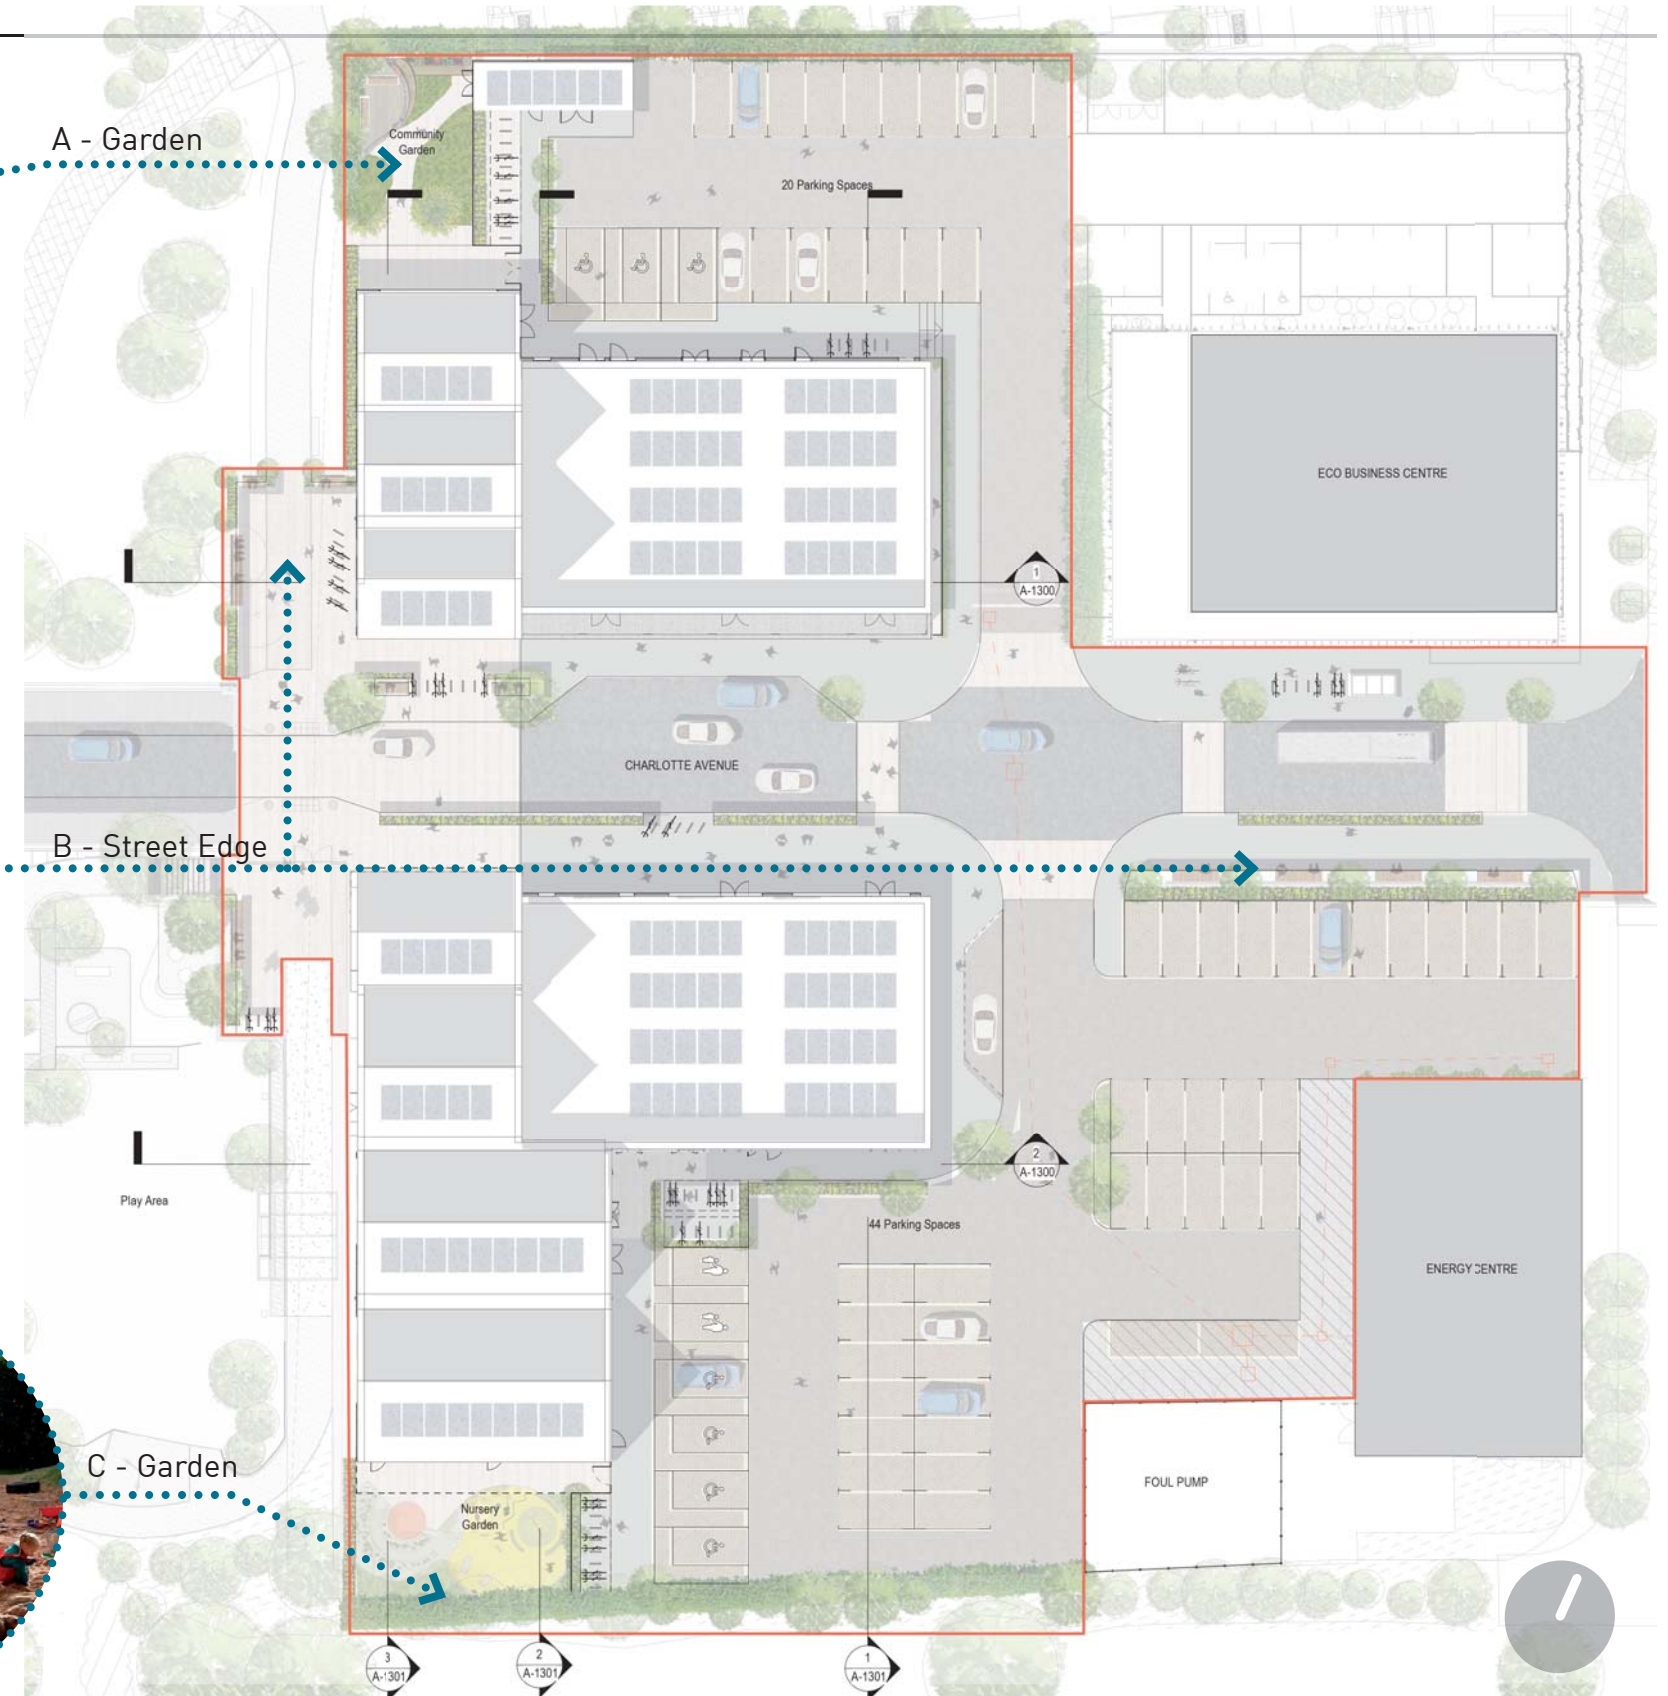 A - Garden
Community
Garden
20 Parking Spaces
ECO BUSINESS CENTRE
1
A-1300
CHARLOTTE AVENUE
B - Street Edge
2
A-1300
Play Area
44 Parking Spaces
ENERGY CENTRE
C - Garden
Nursery
Garden
FOUL PUMP
3
A-1301
2
A-1301
1
A-1301